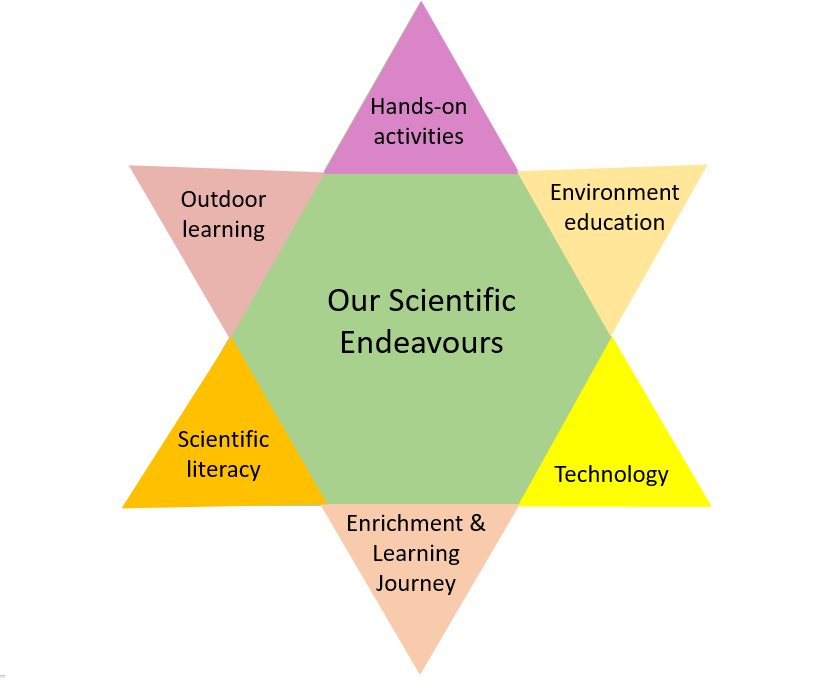 Hands-on
activities
Outdoor
learning
Environment
education
Our Scientific
Endeavours
Scientific
literacy
Technology
Enrichment &
Learning
Journey